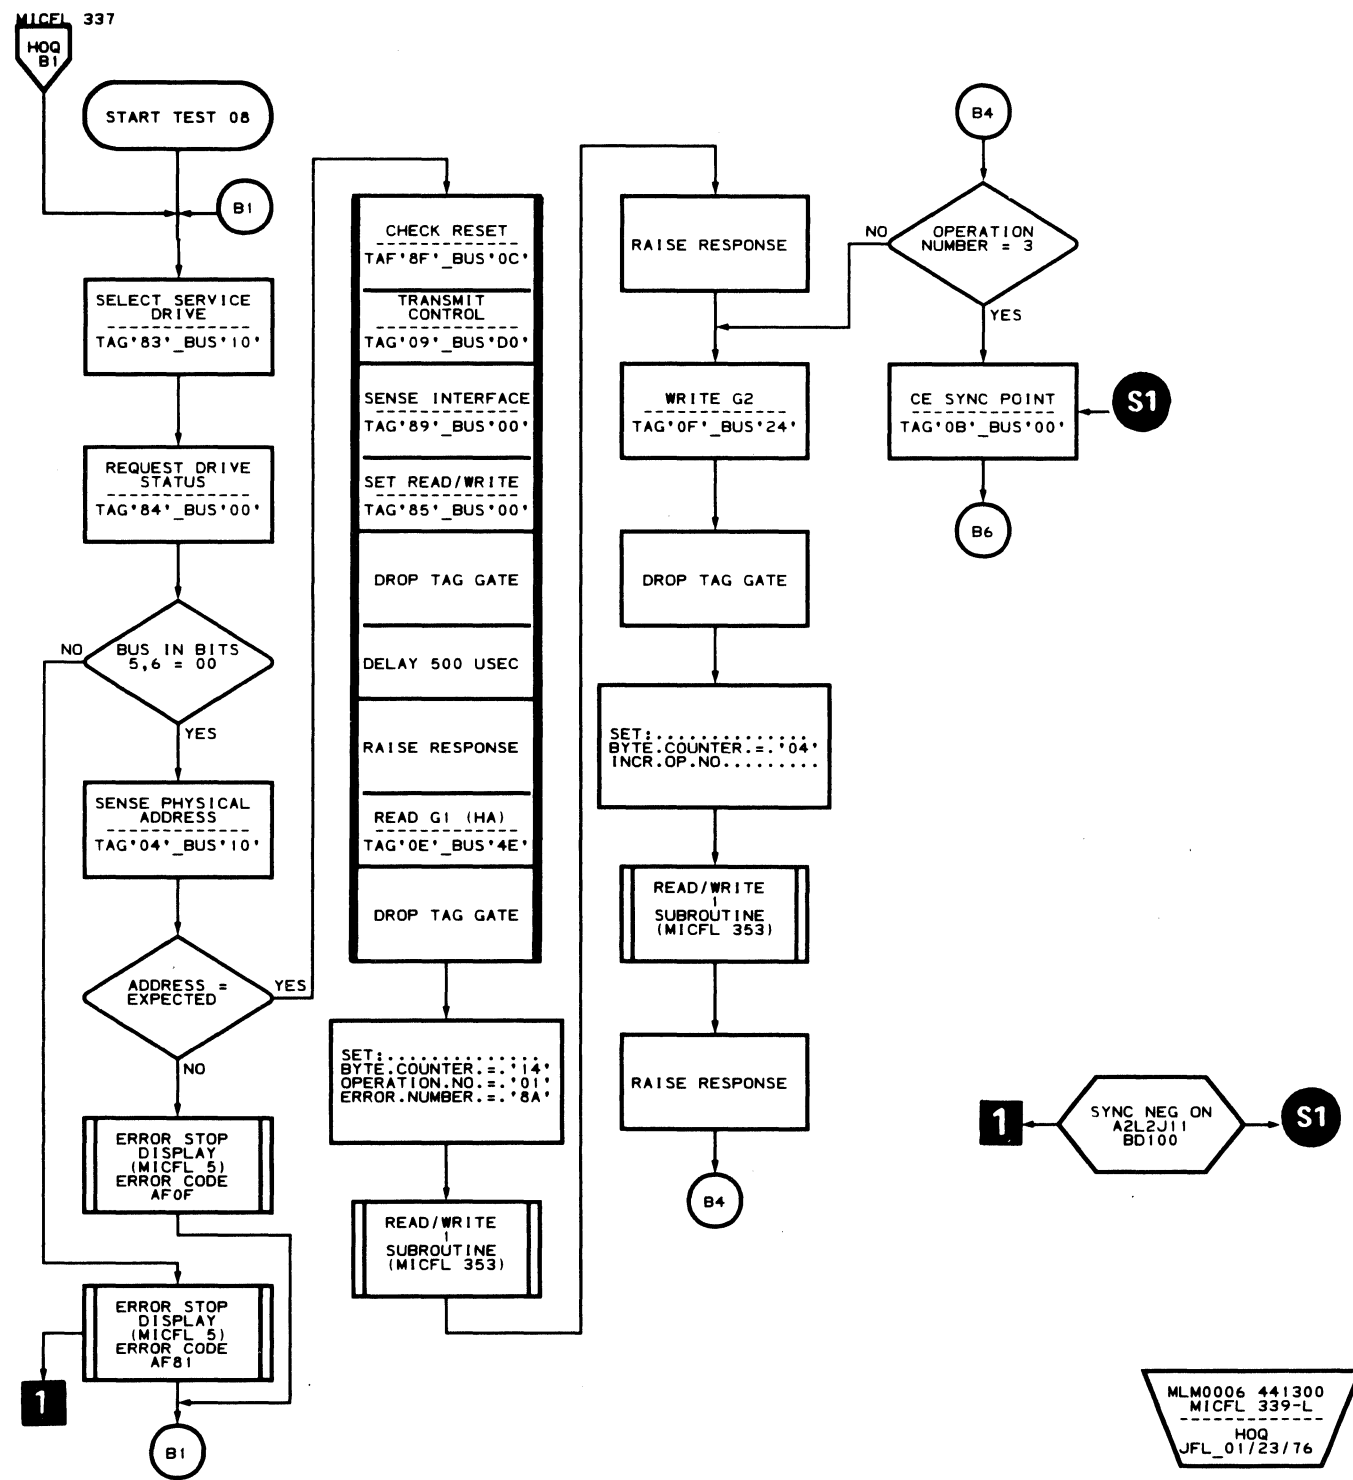 MICFL 337
HOQ
B1
START TEST 08
B1
SELECT SERVICE
DRIVE
TAG'83'_BUS'10'
REQUEST DRIVE
STATUS
TAG'84'_BUS'00'
BUS IN BITS
5,6 = 00
NO
YES
SENSE PHYSICAL
ADDRESS
TAG'04'_BUS'10'
ADDRESS =
EXPECTED
YES
NO
ERROR STOP
DISPLAY
(MICFL 5)
ERROR CODE
AF0F
ERROR STOP
DISPLAY
(MICFL 5)
ERROR CODE
AF81
1
B1
CHECK RESET
TAF'8F'_BUS'0C'
TRANSMIT
CONTROL
TAG'09'_BUS'D0'
SENSE INTERFACE
TAG'89'_BUS'00'
SET READ/WRITE
TAG'85'_BUS'00'
DROP TAG GATE
DELAY 500 USEC
RAISE RESPONSE
READ G1 (HA)
TAG'0E'_BUS'4E'
DROP TAG GATE
SET:..............
BYTE.COUNTER.=.'14'
OPERATION.NO.=.'01'
ERROR.NUMBER.=.'8A'
READ/WRITE
1
SUBROUTINE
(MICFL 353)
RAISE RESPONSE
WRITE G2
TAG'0F'_BUS'24'
DROP TAG GATE
SET:..............
BYTE.COUNTER.=.'04'
INCR.OP.NO.........
READ/WRITE
1
SUBROUTINE
(MICFL 353)
RAISE RESPONSE
B4
B4
OPERATION
NUMBER = 3
NO
YES
CE SYNC POINT
TAG'0B'_BUS'00'
S1
B6
1
SYNC NEG ON
A2L2J11
BD100
S1
MLM0006 441300
MICFL 339-L
HOQ
JFL_01/23/76